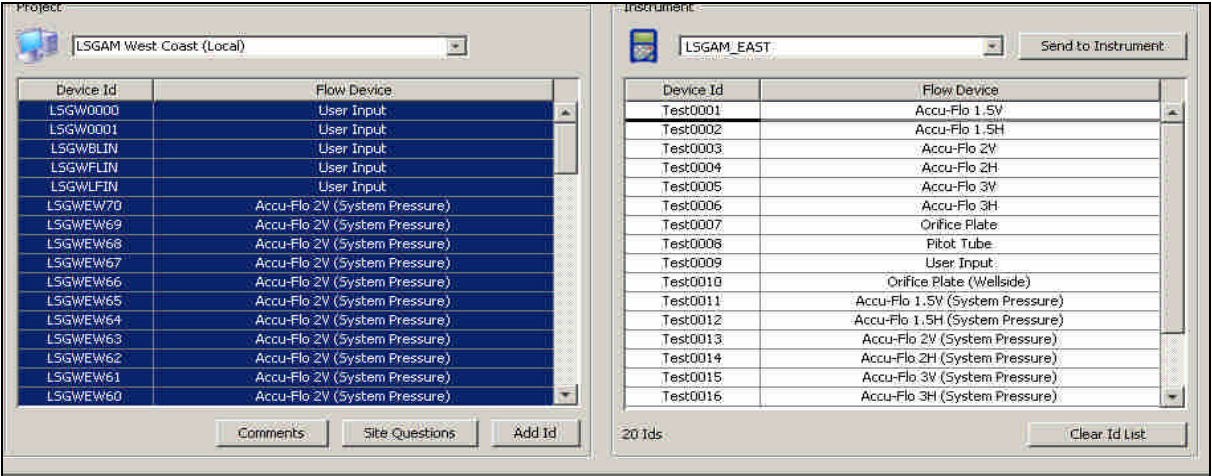 Project
LSGAM West Coast (Local)
Device Id Flow Device
LSGW0000 User Input
LSGW0001 User Input
LSGWBLIN User Input
LSGWFLIN User Input
LSGWLFIN User Input
LSGWEW70 Accu-Flo 2V (System Pressure)
LSGWEW69 Accu-Flo 2V (System Pressure)
LSGWEW68 Accu-Flo 2V (System Pressure)
LSGWEW67 Accu-Flo 2V (System Pressure)
LSGWEW66 Accu-Flo 2V (System Pressure)
LSGWEW65 Accu-Flo 2V (System Pressure)
LSGWEW64 Accu-Flo 2V (System Pressure)
LSGWEW63 Accu-Flo 2V (System Pressure)
LSGWEW62 Accu-Flo 2V (System Pressure)
LSGWEW61 Accu-Flo 2V (System Pressure)
LSGWEW60 Accu-Flo 2V (System Pressure)
Comments Site Questions Add Id
Instrument
LSGAM_EAST Send to Instrument
Device Id Flow Device
Test0001 Accu-Flo 1.5V
Test0002 Accu-Flo 1.5H
Test0003 Accu-Flo 2V
Test0004 Accu-Flo 2H
Test0005 Accu-Flo 3V
Test0006 Accu-Flo 3H
Test0007 Orifice Plate
Test0008 Pitot Tube
Test0009 User Input
Test0010 Orifice Plate (Wellside)
Test0011 Accu-Flo 1.5V (System Pressure)
Test0012 Accu-Flo 1.5H (System Pressure)
Test0013 Accu-Flo 2V (System Pressure)
Test0014 Accu-Flo 2H (System Pressure)
Test0015 Accu-Flo 3V (System Pressure)
Test0016 Accu-Flo 3H (System Pressure)
20 Ids Clear Id List